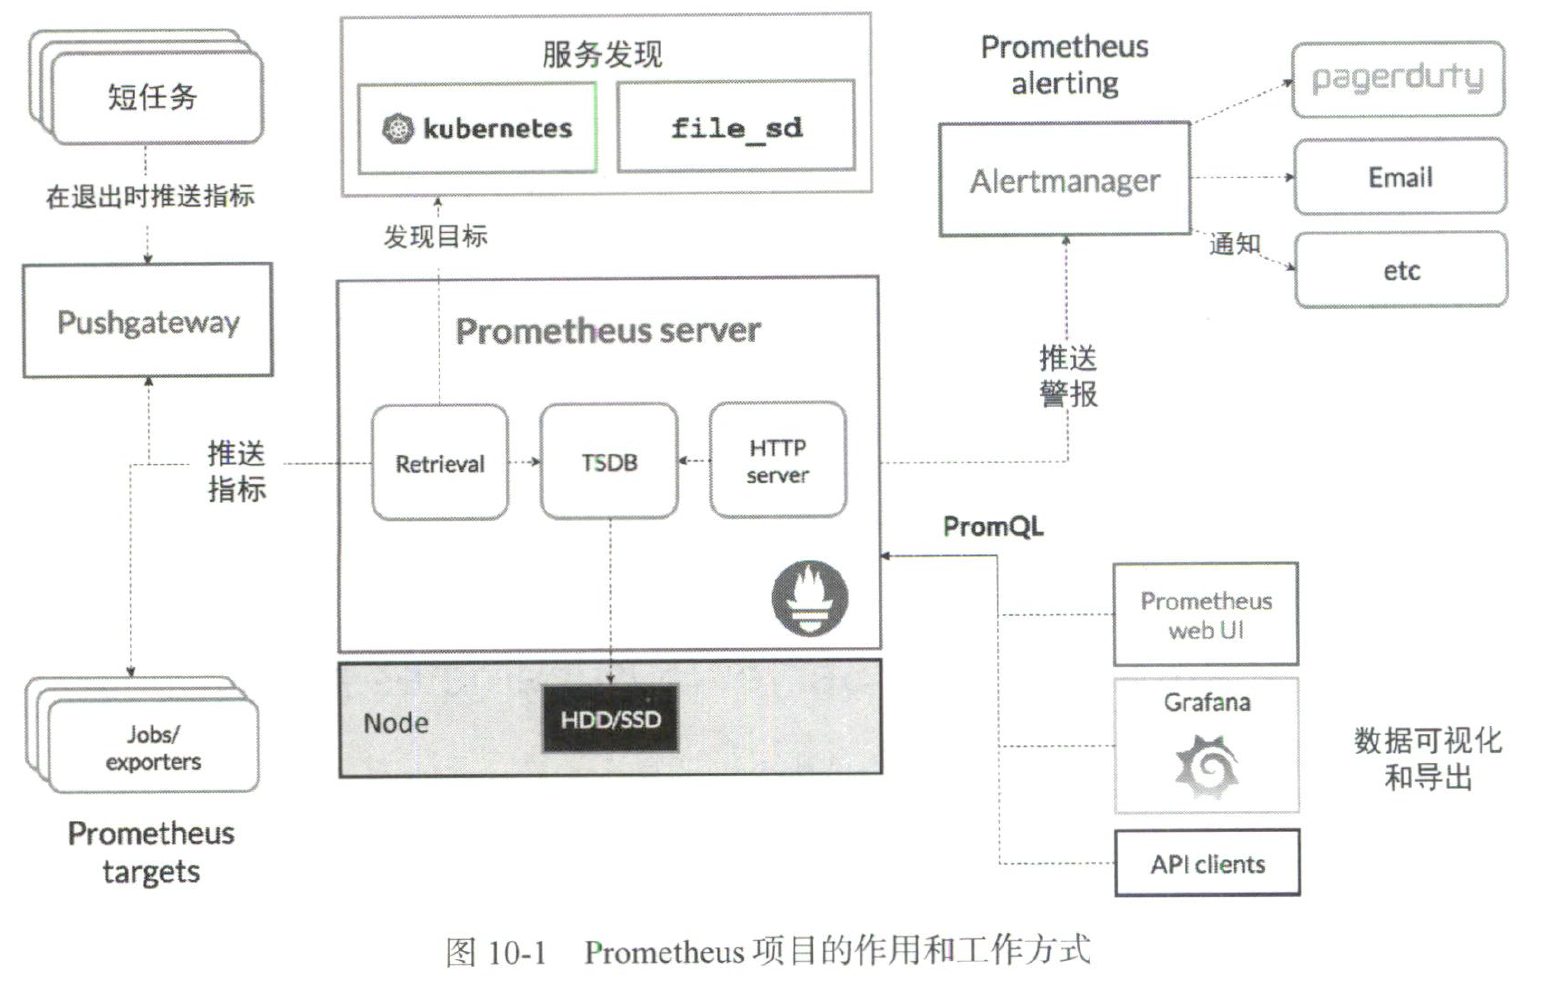 短任务
在退出时推送指标
Pushgateway
服务发现
kubernetes
file_sd
发现目标
Prometheus
alerting
Alertmanager
pagerduty
Email
通知
etc
推送
警报
Prometheus server
Retrieval
TSDB
HTTP
server
推送
指标
PromQL
Node
HDD/SSD
Jobs/
exporters
Prometheus
targets
Prometheus
web UI
Grafana
API clients
数据可视化
和导出
图 10-1 Prometheus 项目的作用和工作方式